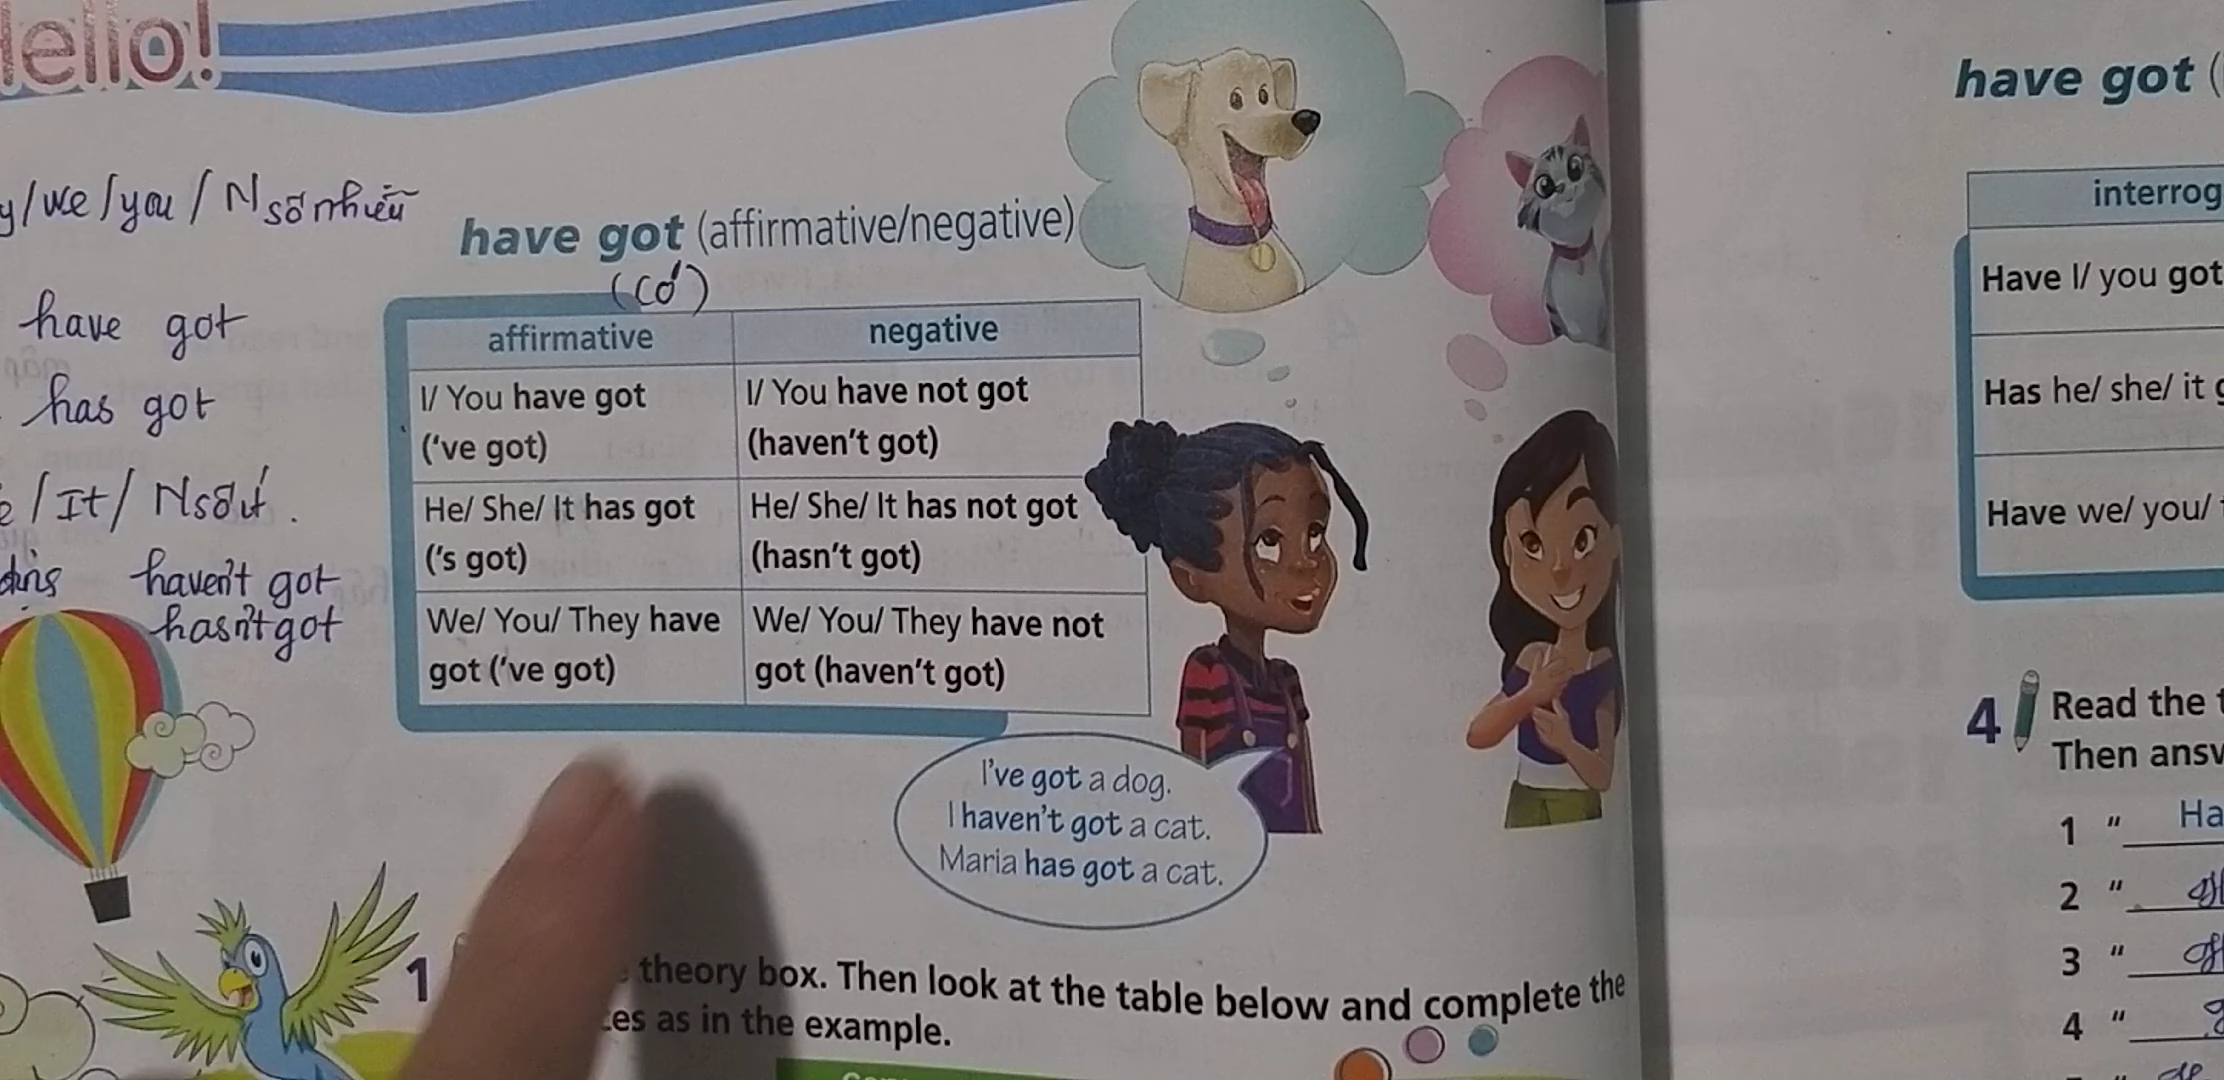 ello!
y/we/you/N số nhiều
have got
has got
/It/ N số ít.
haven't got
hasn't got
have got (affirmative/negative)
(có)
affirmative
negative
I/ You have got
('ve got)
I/ You have not got
(haven't got)
He/ She/ It has got
('s got)
He/ She/ It has not got
(hasn't got)
We/ You/ They have
got ('ve got)
We/ You/ They have not
got (haven't got)
I've got a dog.
I haven't got a cat.
Maria has got a cat.
1
theory box. Then look at the table below and complete the
es as in the example.
have got (
interrog
Have I/ you got
Has he/ she/ it
Have we/ you/
4 Read the
Then answ
1 " Ha
2 "
3 "
4 "